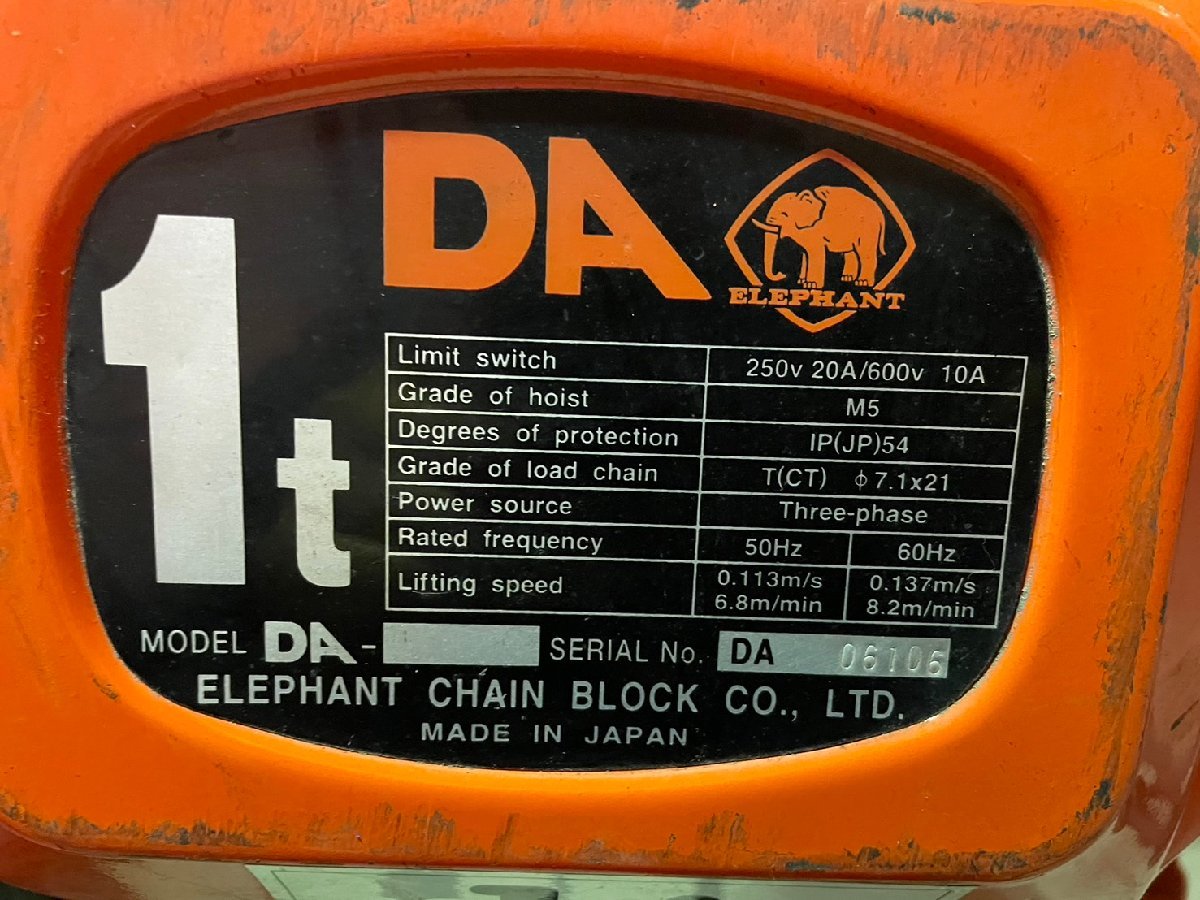 1t
DA
ELEPHANT
Limit switch 250v 20A/600v 10A
Grade of hoist M5
Degrees of protection IP(JP)54
Grade of load chain T(CT) ϕ7.1x21
Power source Three-phase
Rated frequency 50Hz 60Hz
Lifting speed 0.113m/s 0.137m/s
6.8m/min 8.2m/min
MODEL DA- SERIAL No. DA 06106
ELEPHANT CHAIN BLOCK CO., LTD.
MADE IN JAPAN